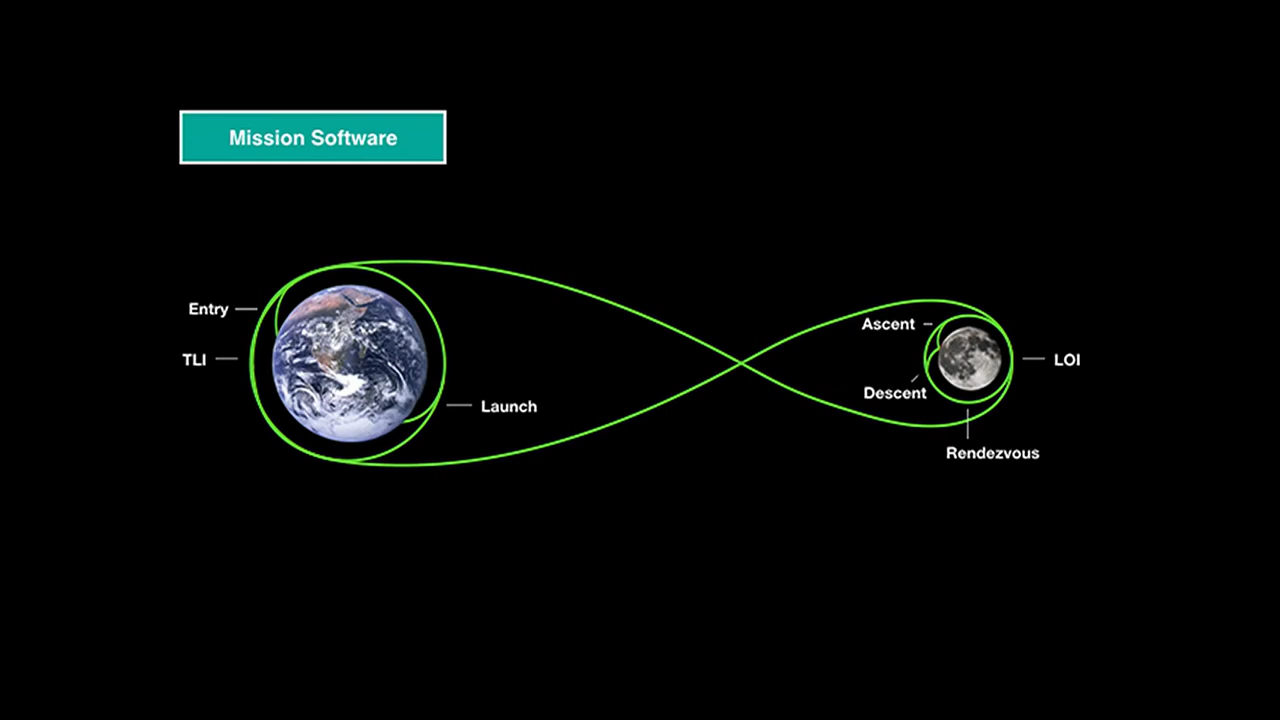 Mission Software
Entry
Ascent
TLI
LOI
Descent
Launch
Rendezvous